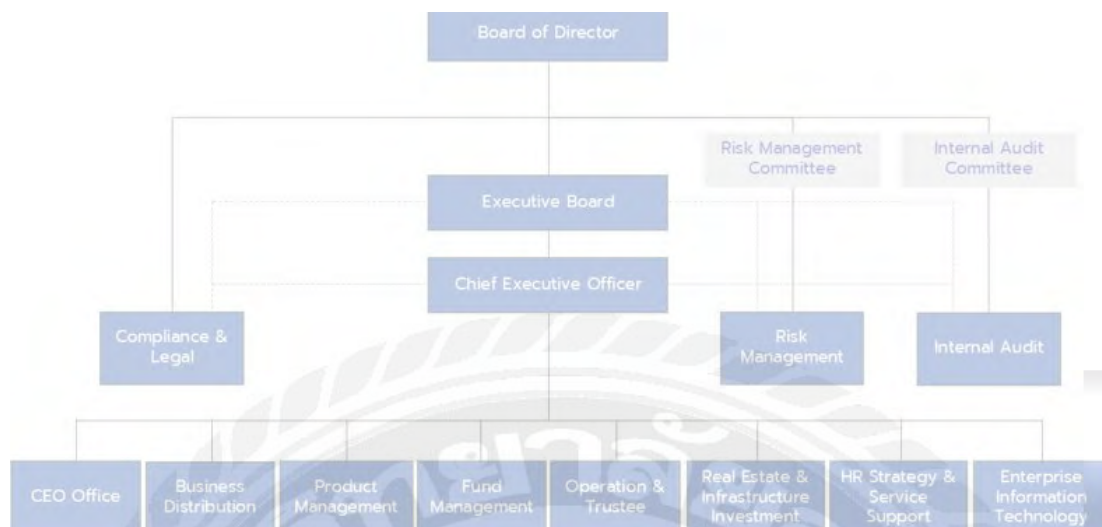 Board of Director
Risk Management
Committee
Internal Audit
Committee
Executive Board
Chief Executive Officer
Compliance &
Legal
Risk
Management
Internal Audit
CEO Office
Business
Distribution
Product
Management
Fund
Management
Operation &
Trustee
Real Estate &
Infrastructure
Investment
HR Strategy &
Service
Support
Enterprise
Information
Technology